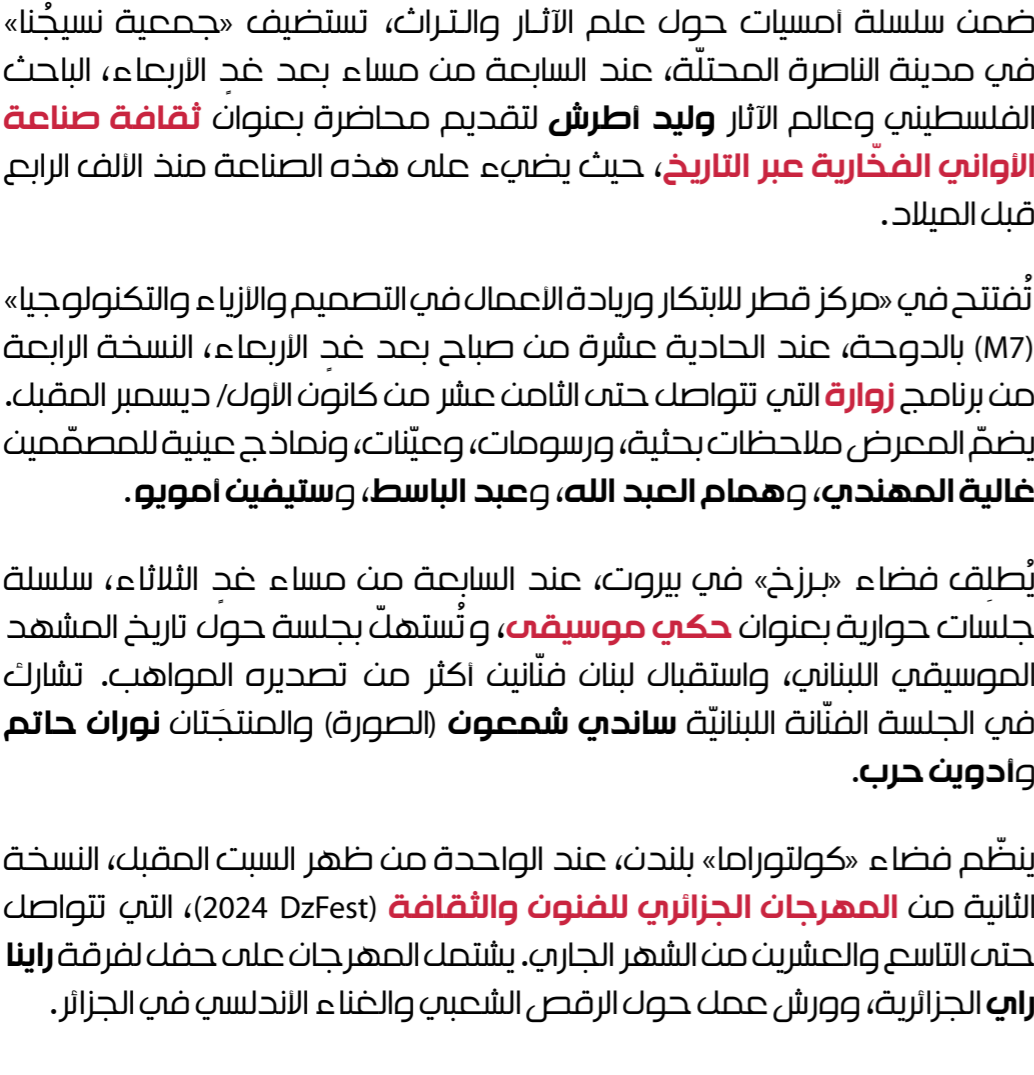 ضمن سلسلة أمسيات حول علم الآثـار والتـراث، تستضيف «جمعية نسيجُنا»
في مدينة الناصرة المحتلّة، عند السابعة من مساء بعد غدٍ الأربعاء، الباحث
الفلسطيني وعالم الآثار وليد أطرش لتقديم محاضرة بعنوان ثقافة صناعة
الأواني الفخّارية عبر التاريخ، حيث يضيء على هذه الصناعة منذ الألف الرابع
قبل الميلاد.
تُفتتح في «مركز قطر للابتكار وريادة الأعمال في التصميم والأزياء والتكنولوجيا»
(M7) بالدوحة، عند الحادية عشرة من صباح بعد غدٍ الأربعاء، النسخة الرابعة
من برنامج زوارة التي تتواصل حتى الثامن عشر من كانون الأول/ ديسمبر المقبل.
يضمّ المعرض ملاحظات بحثية، ورسومات، وعيّنات، ونماذج عينية للمصمّمين
غالية المهندي، وهمام العبد الله، وعبد الباسط، وستيفين أمويو.
يُطلِق فضاء «بـرزخ» في بيروت، عند السابعة من مساء غدٍ الثلاثاء، سلسلة
جلسات حوارية بعنوان حكي موسيقى، وتُستهلّ بجلسة حول تاريخ المشهد
الموسيقي اللبناني، واستقبال لبنان فنّانين أكثر من تصديره المواهب. تشارك
في الجلسة الفنّانة اللبنانيّة ساندي شمعون (الصورة) والمنتجَتان نوران حاتم
وأدوين حرب.
ينظّم فضاء «كولتوراما» بلندن، عند الواحدة من ظهر السبت المقبل، النسخة
الثانية من المهرجان الجزائري للفنون والثقافة (2024 DzFest)، التي تتواصل
حتى التاسع والعشرين من الشهر الجاري. يشتمل المهرجان على حفل لفرقة راينا
راي الجزائرية، وورش عمل حول الرقص الشعبي والغناء الأندلسي في الجزائر.